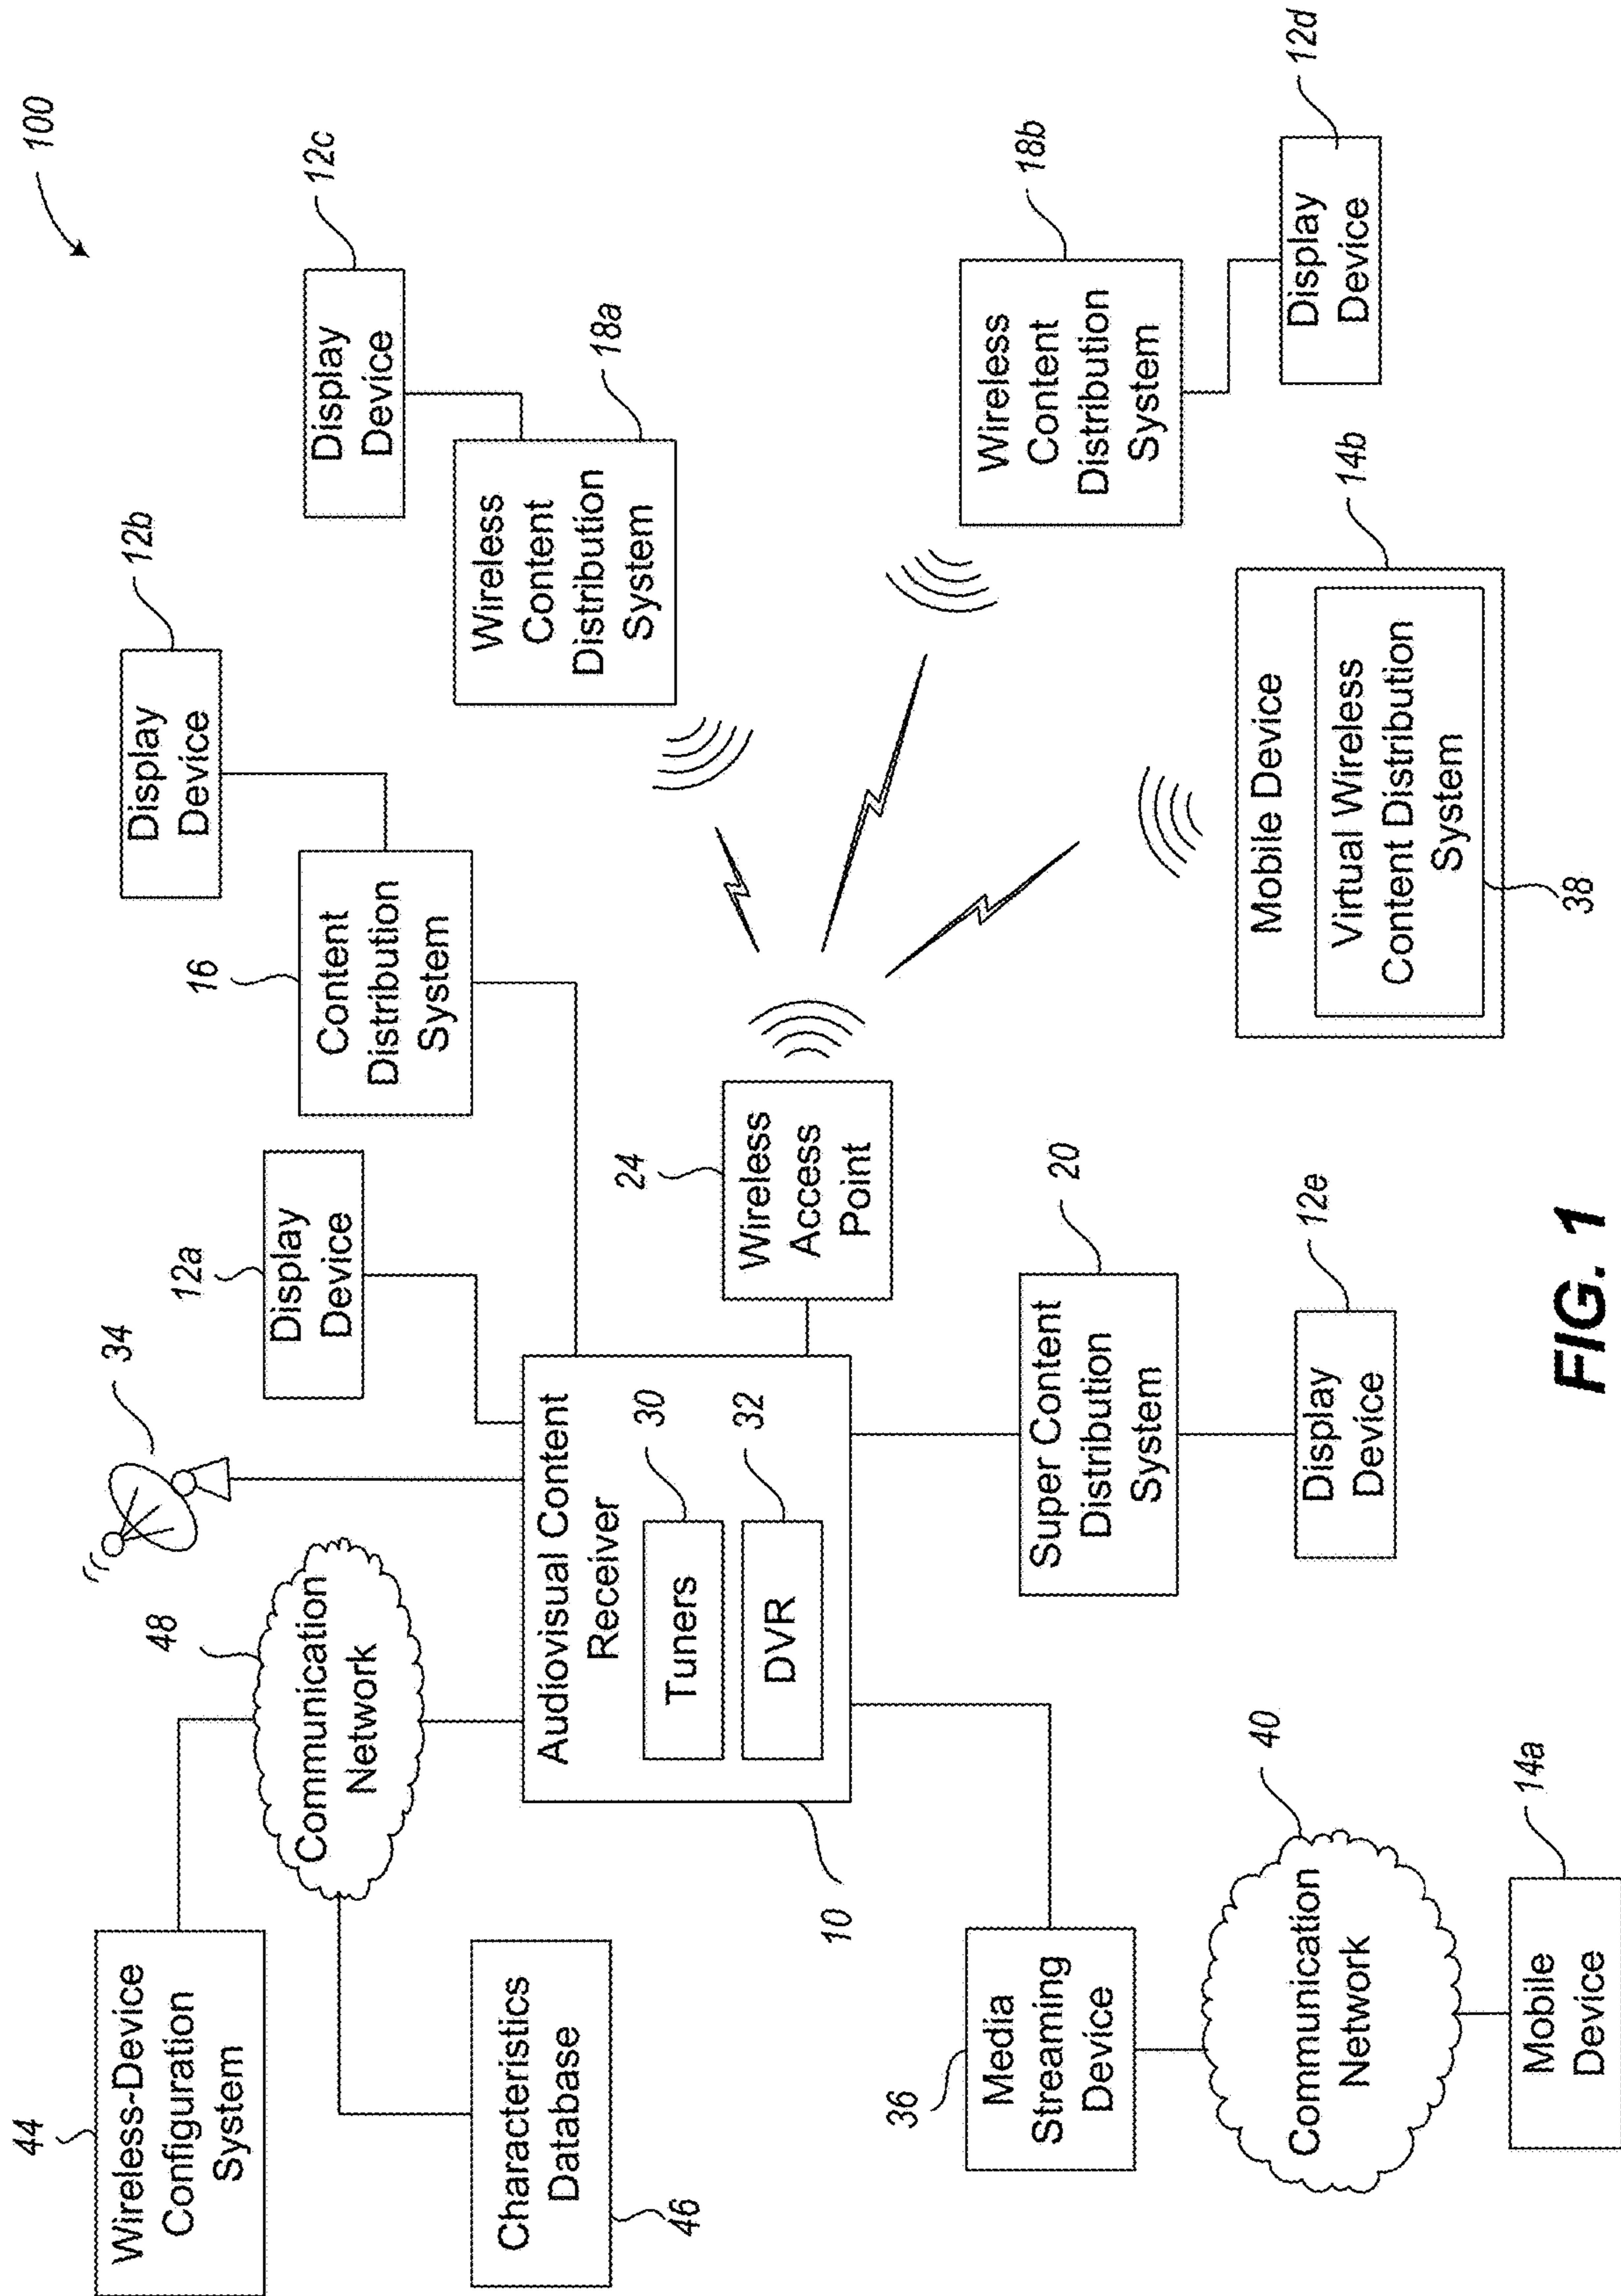 100
44
Wireless-Device
Configuration
System
48
Communication
Network
34
12a
Display
Device
16
Content
Distribution
System
12b
Display
Device
12c
Display
Device
Characteristics
Database
46
Audiovisual Content
Receiver
Tuners
30
DVR
32
10
24
Wireless
Access
Point
Wireless
Content
Distribution
System
18a
36
Media
Streaming
Device
Super Content
Distribution
System
20
Wireless
Content
Distribution
System
18b
40
Communication
Network
Display
Device
12e
Mobile Device
14b
Virtual Wireless
Content Distribution
System
38
Display
Device
12d
Mobile
Device
14a
FIG. 1